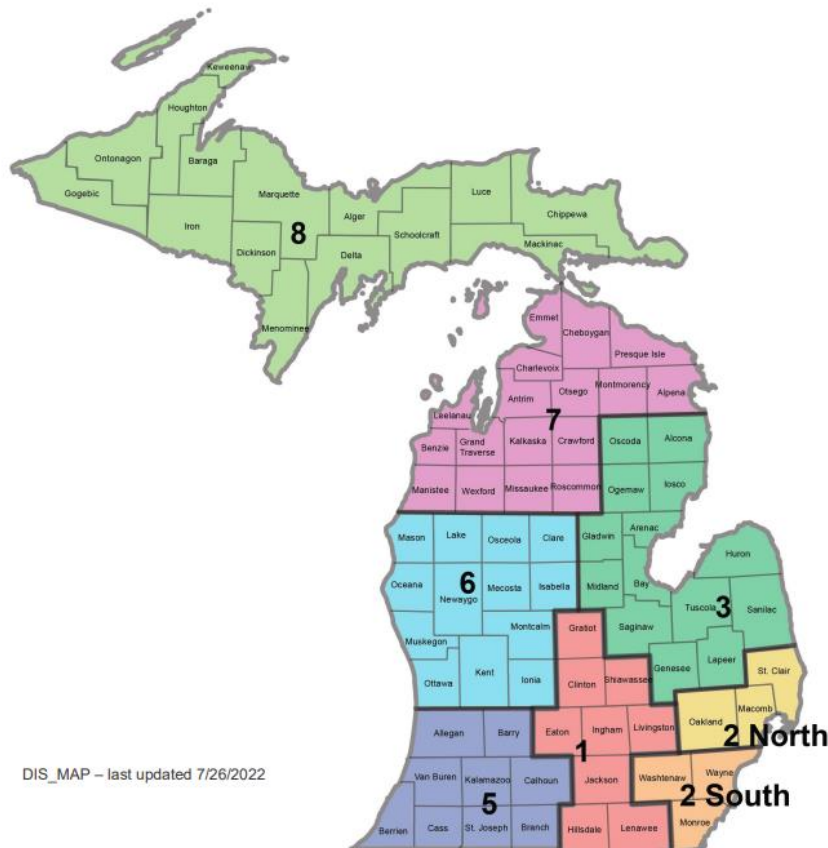 Keweenaw
Houghton
Ontonagon
Baraga
Gogebic
Marquette
Luce
Alger
Chippewa
Iron
8
Schoolcraft
Dickinson
Delta
Mackinac
Menominee
Emmet
Cheboygan
Presque Isle
Charlevoix
Antrim
Otsego
Montmorency
Alpena
7
Leelanau
Benzie
Grand
Traverse
Kalkaska
Crawford
Oscoda
Alcona
Manistee
Wexford
Missaukee
Roscommon
Ogemaw
Iosco
Mason
Lake
Osceola
Clare
Gladwin
Arenac
Huron
Oceana
6
Newaygo
Mecosta
Isabella
Midland
Bay
Tuscola
3
Sanilac
Muskegon
Montcalm
Gratiot
Saginaw
Ottawa
Kent
Ionia
Clinton
Shiawassee
Genesee
Lapeer
St. Clair
Allegan
Barry
Eaton
Ingham
Livingston
Oakland
Macomb
2 North
1
DIS_MAP – last updated 7/26/2022
Van Buren
Kalamazoo
Calhoun
Jackson
Washtenaw
Wayne
2 South
5
Berrien
Cass
St. Joseph
Branch
Hillsdale
Lenawee
Monroe